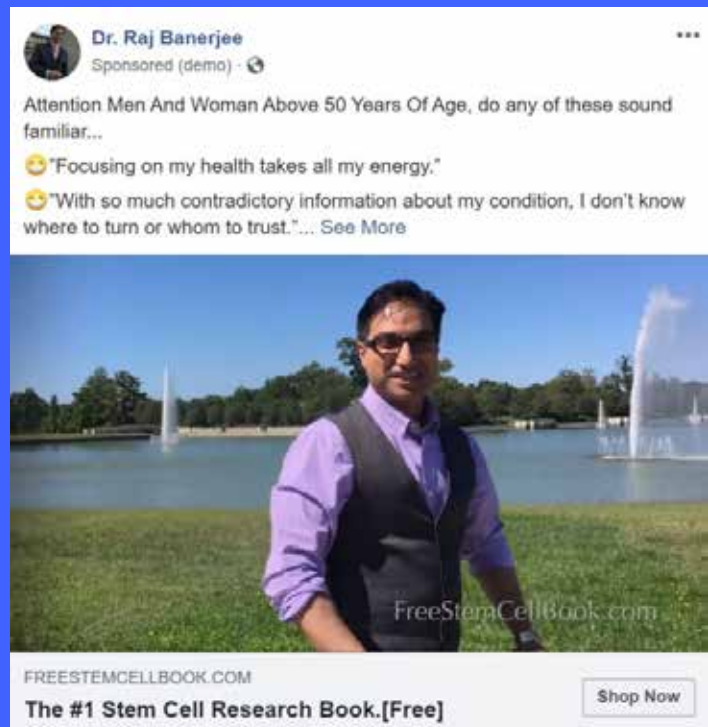 Dr. Raj Banerjee
Sponsored (demo) ·
Attention Men And Woman Above 50 Years Of Age, do any of these sound
familiar...
"Focusing on my health takes all my energy."
"With so much contradictory information about my condition, I don't know
where to turn or whom to trust."... See More
FreeStemCellBook.com
FREESTEMCELLBOOK.COM
The #1 Stem Cell Research Book.[Free]
Shop Now